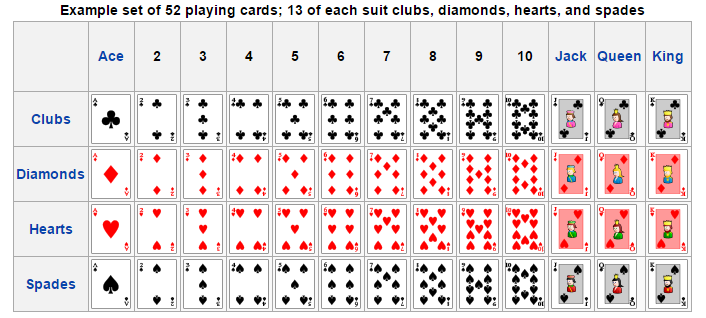 Example set of 52 playing cards; 13 of each suit clubs, diamonds, hearts, and spades
Ace 2 3 4 5 6 7 8 9 10 Jack Queen King
Clubs
Diamonds
Hearts
Spades